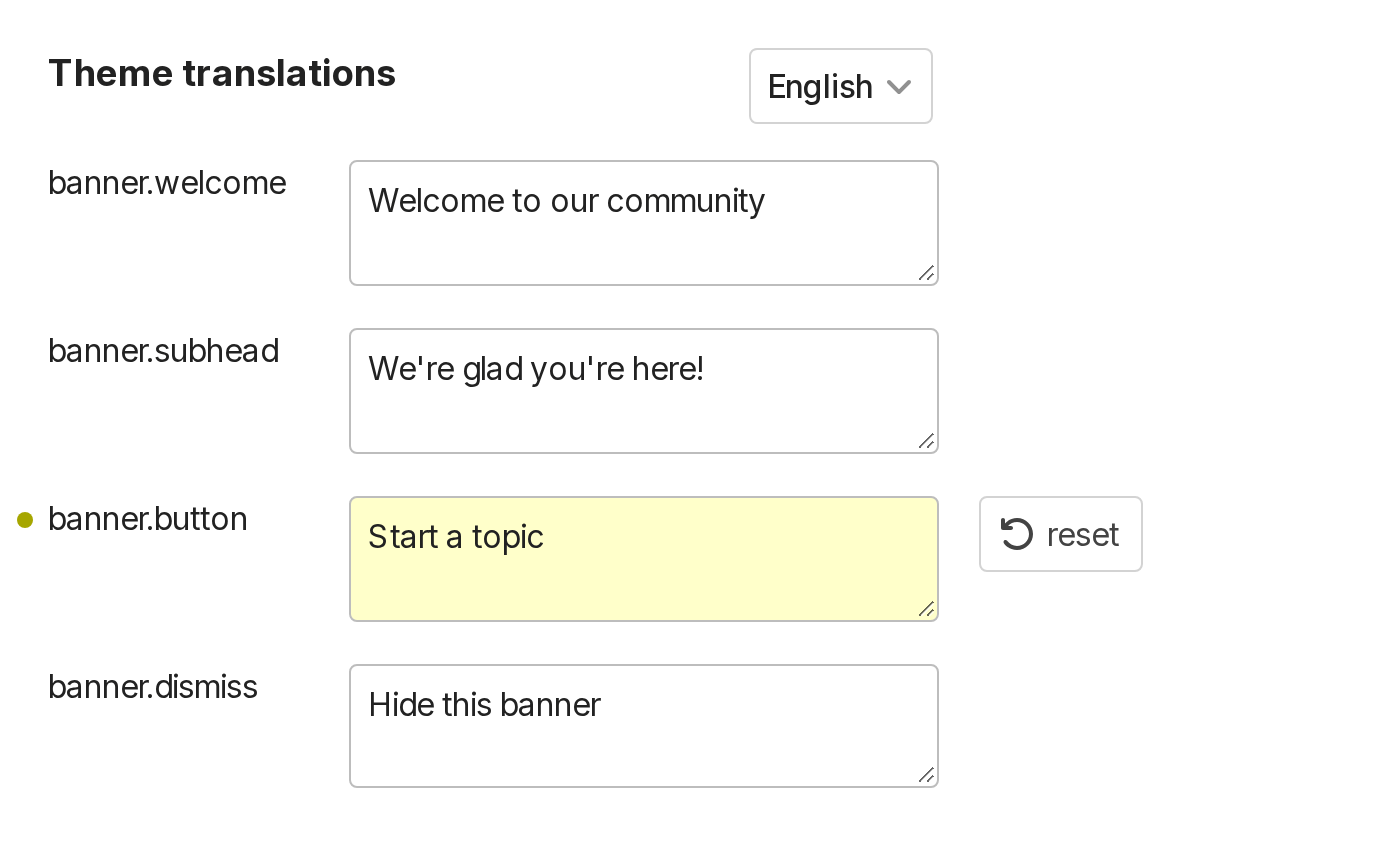 Theme translations
English
banner.welcome
Welcome to our community
banner.subhead
We're glad you're here!
banner.button
Start a topic
reset
banner.dismiss
Hide this banner